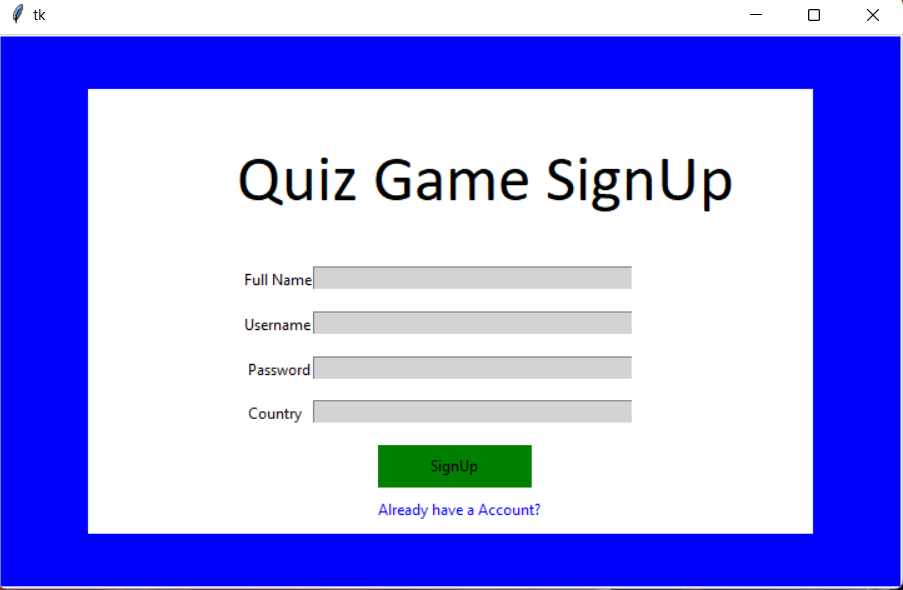 tk
Quiz Game SignUp
Full Name
Username
Password
Country
SignUp
Already have a Account?